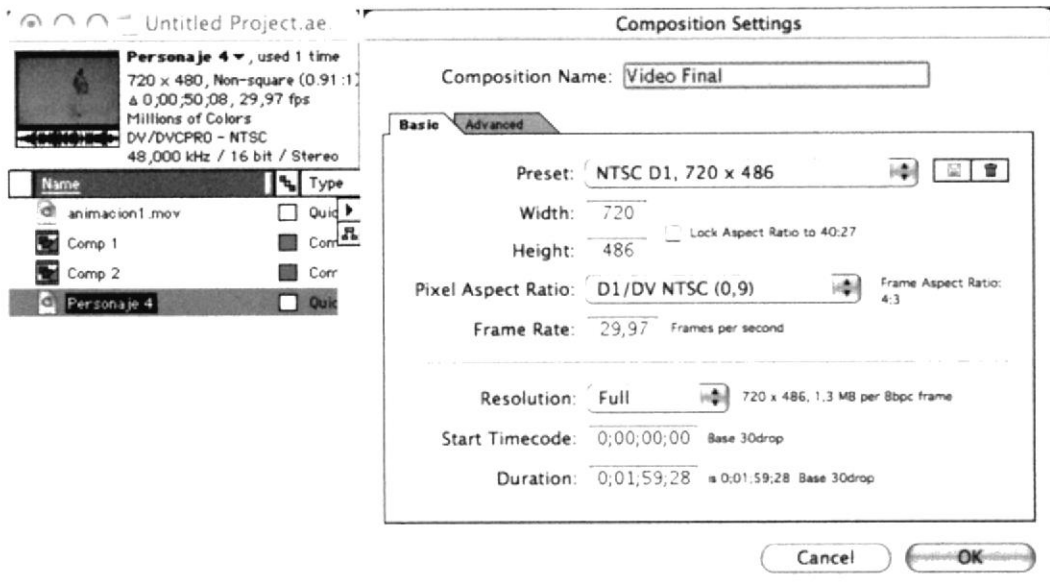 Untitled Project.ae.
Personaje 4 , used 1 time
720 x 480, Non-square (0.91 :1)
Δ 0;00;50;08, 29,97 fps
Millions of Colors
DV/DVCPRO - NTSC
48,000 kHz / 16 bit / Stereo
Name Type
animacion1.mov Quic
Comp 1 Com
Comp 2 Com
Personaje 4 Quic
Composition Settings
Composition Name: Video Final
Basic Advanced
Preset: NTSC D1, 720 x 486
Width: 720
Lock Aspect Ratio to 40:27
Height: 486
Pixel Aspect Ratio: D1/DV NTSC (0,9) Frame Aspect Ratio:
4:3
Frame Rate: 29,97 Frames per second
Resolution: Full 720 x 486, 1,3 MB per 8bpc frame
Start Timecode: 0;00;00;00 Base 30drop
Duration: 0;01;59;28 is 0;01;59;28 Base 30drop
Cancel OK